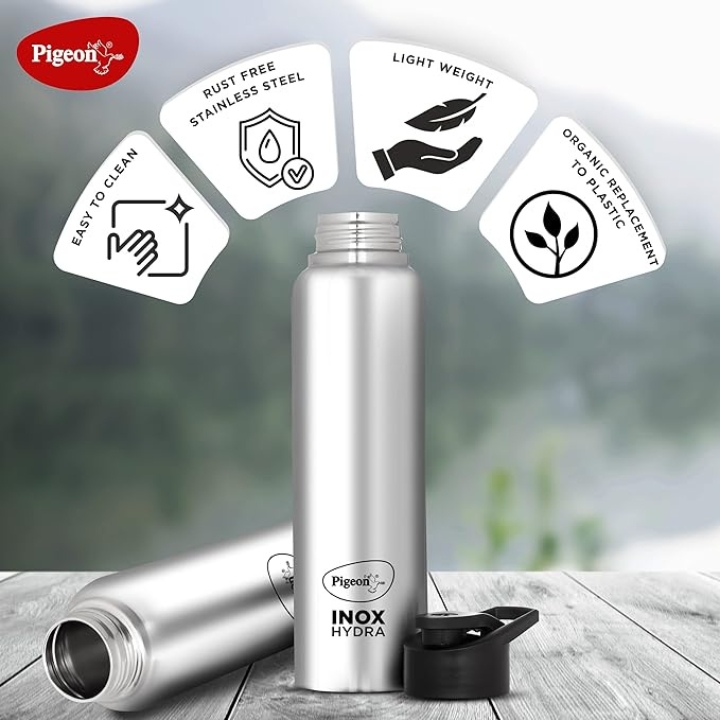 Pigeon
EASY TO CLEAN
RUST FREE
STAINLESS STEEL
LIGHT WEIGHT
ORGANIC REPLACEMENT
TO PLASTIC
Pigeon
INOX
HYDRA